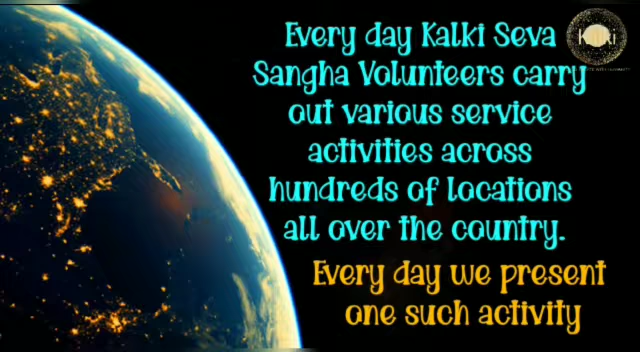 Every day Kalki Seva
Sangha Volunteers carry
out various service
activities across
hundreds of locations
all over the country.
Every day we present
one such activity
Kalki